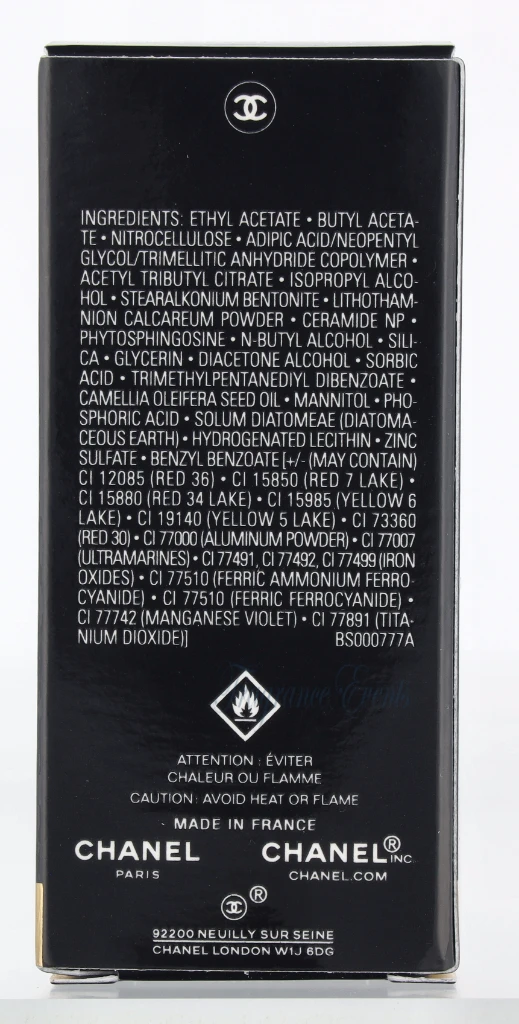 INGREDIENTS: ETHYL ACETATE • BUTYL ACETA-
TE • NITROCELLULOSE • ADIPIC ACID/NEOPENTYL
GLYCOL/TRIMELLITIC ANHYDRIDE COPOLYMER •
ACETYL TRIBUTYL CITRATE • ISOPROPYL ALCO-
HOL • STEARALKONIUM BENTONITE • LITHOTHAM-
NION CALCAREUM POWDER • CERAMIDE NP •
PHYTOSPHINGOSINE • N-BUTYL ALCOHOL • SILI-
CA • GLYCERIN • DIACETONE ALCOHOL • SORBIC
ACID • TRIMETHYLPENTANEDIYL DIBENZOATE •
CAMELLIA OLEIFERA SEED OIL • MANNITOL • PHO-
SPHORIC ACID • SOLUM DIATOMEAE (DIATOMA-
CEOUS EARTH) • HYDROGENATED LECITHIN • ZINC
SULFATE • BENZYL BENZOATE [+/- (MAY CONTAIN)
CI 12085 (RED 36) • CI 15850 (RED 7 LAKE) •
CI 15880 (RED 34 LAKE) • CI 15985 (YELLOW 6
LAKE) • CI 19140 (YELLOW 5 LAKE) • CI 73360
(RED 30) • CI 77000 (ALUMINUM POWDER) • CI 77007
(ULTRAMARINES) • CI 77491, CI 77492, CI 77499 (IRON
OXIDES) • CI 77510 (FERRIC AMMONIUM FERRO-
CYANIDE) • CI 77510 (FERRIC FERROCYANIDE) •
CI 77742 (MANGANESE VIOLET) • CI 77891 (TITA-
NIUM DIOXIDE)] BS000777A
ATTENTION : ÉVITER
CHALEUR OU FLAMME
CAUTION: AVOID HEAT OR FLAME
MADE IN FRANCE
CHANEL CHANEL® INC.
PARIS CHANEL.COM
®
92200 NEUILLY SUR SEINE
CHANEL LONDON W1J 6DG